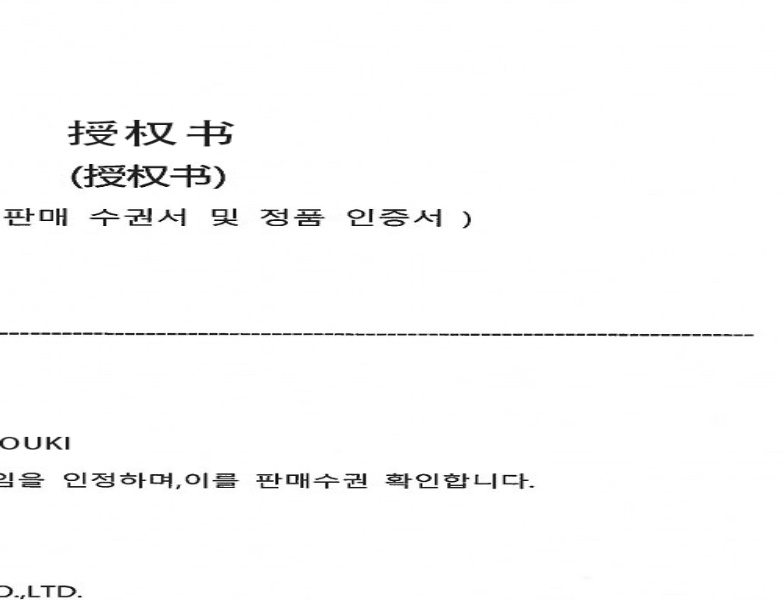 授权书
(授权书)
판매 수권서 및 정품 인증서 )
OUKI
임을 인정하며,이를 판매수권 확인합니다.
O.,LTD.